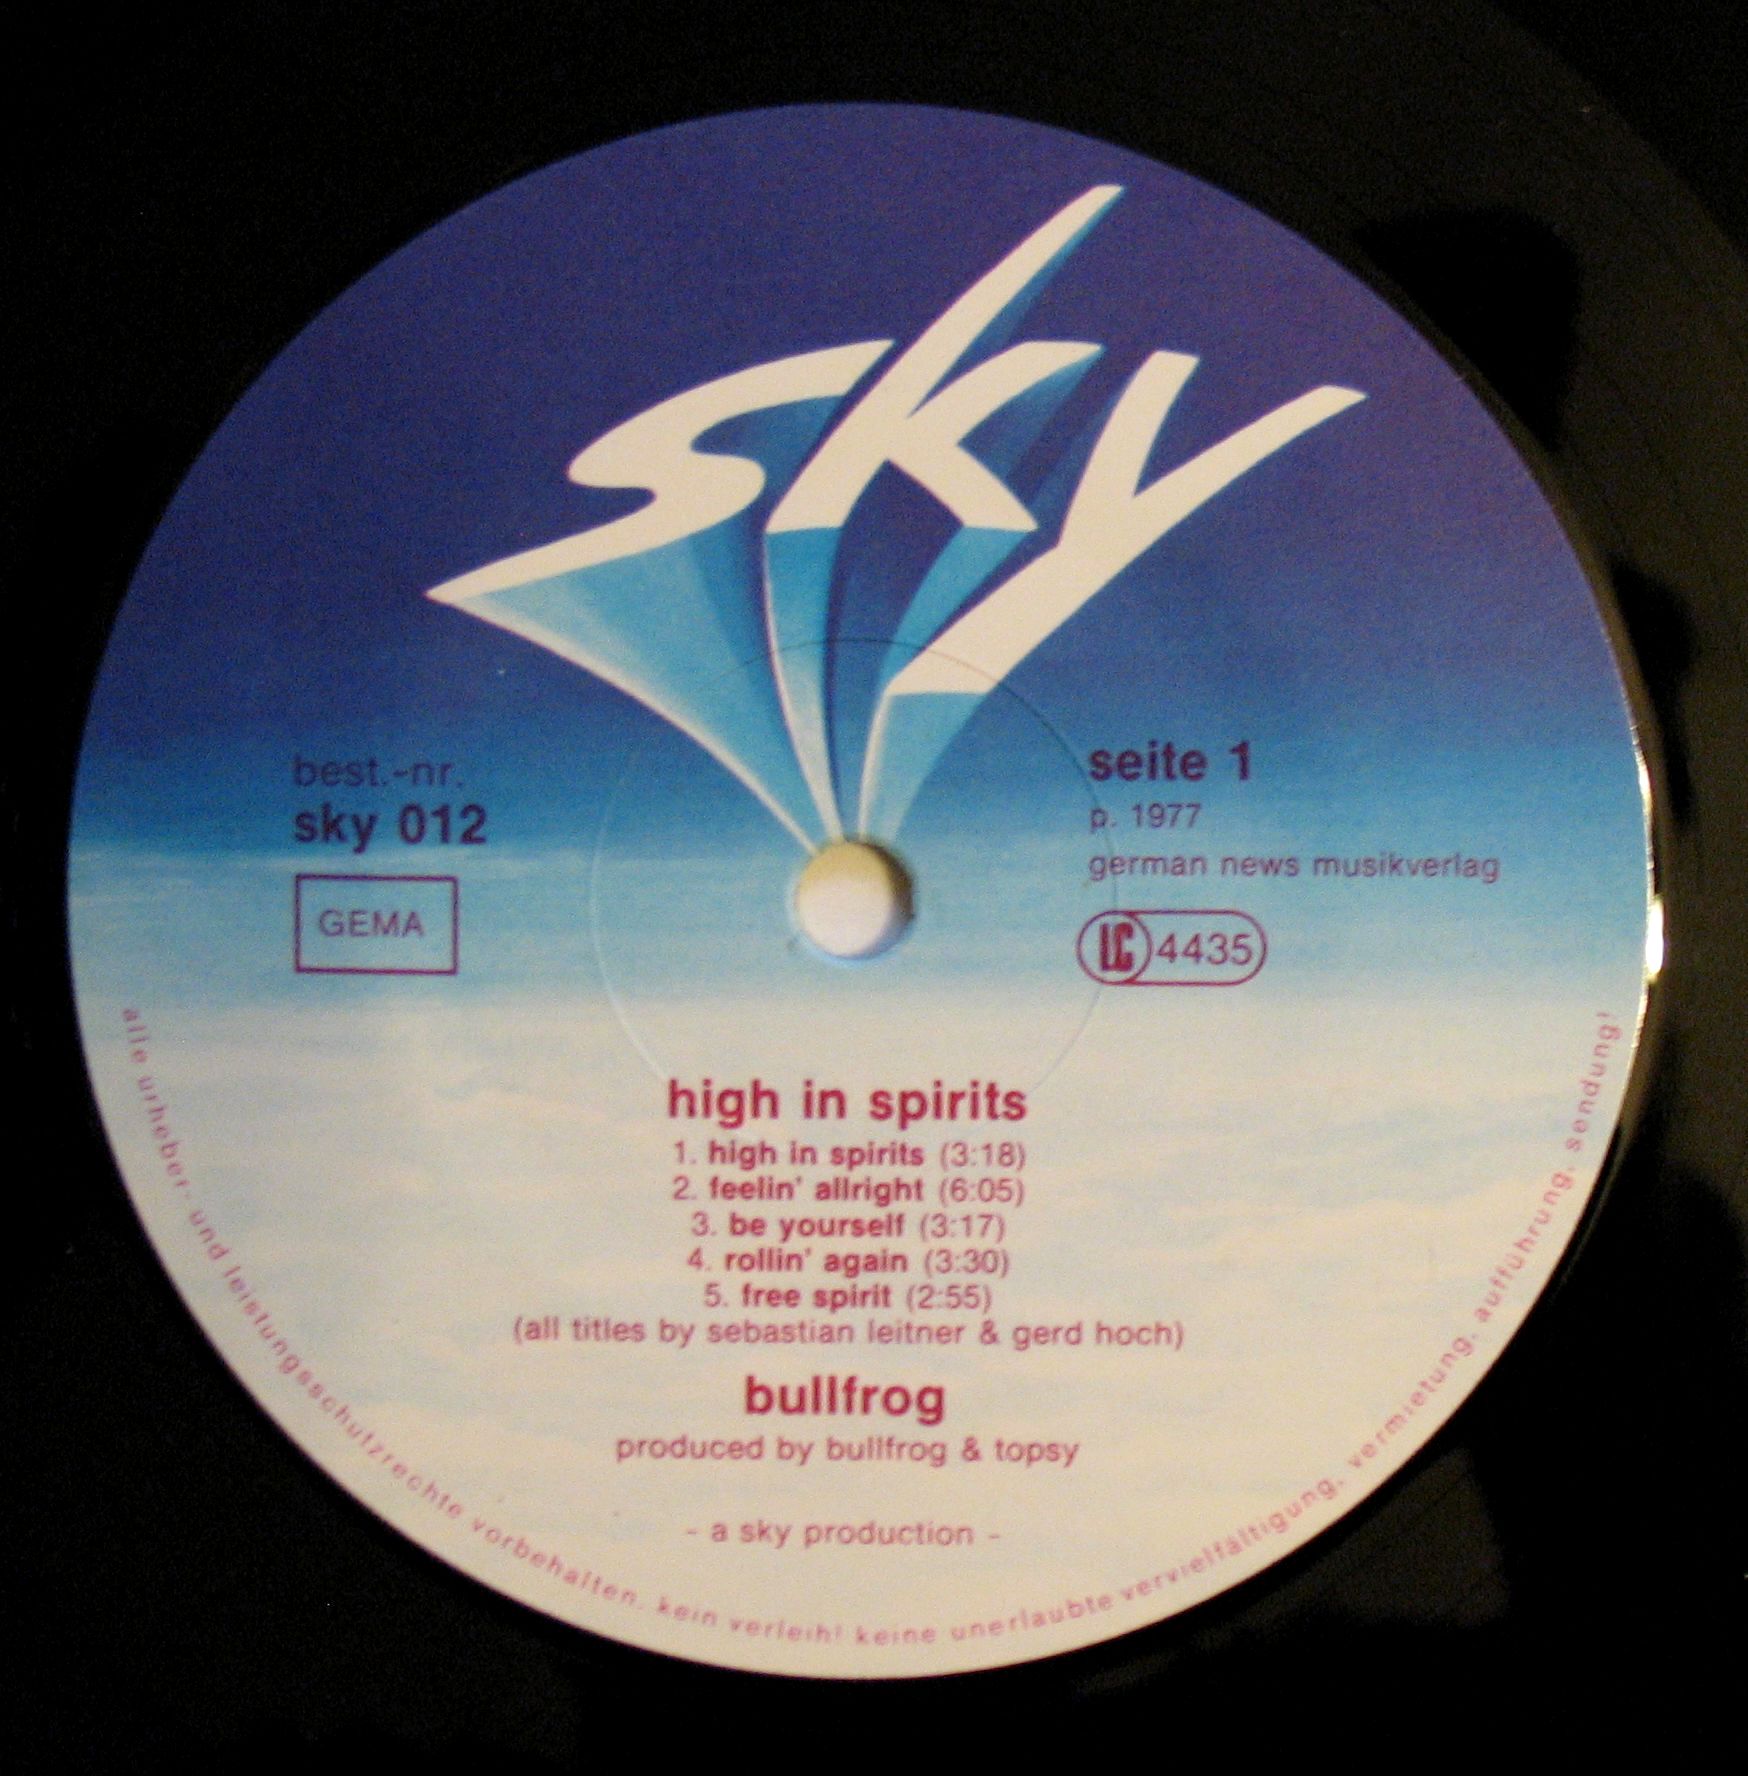 sky
best.-nr.
sky 012
GEMA
seite 1
p. 1977
german news musikverlag
LC 4435
high in spirits
1. high in spirits (3:18)
2. feelin' allright (6:05)
3. be yourself (3:17)
4. rollin' again (3:30)
5. free spirit (2:55)
(all titles by sebastian leitner & gerd hoch)
bullfrog
produced by bullfrog & topsy
- a sky production -
alle urheber- und leistungsschutzrechte vorbehalten. kein verleih! keine unerlaubte vervielfältigung, vermietung, aufführung, sendung!